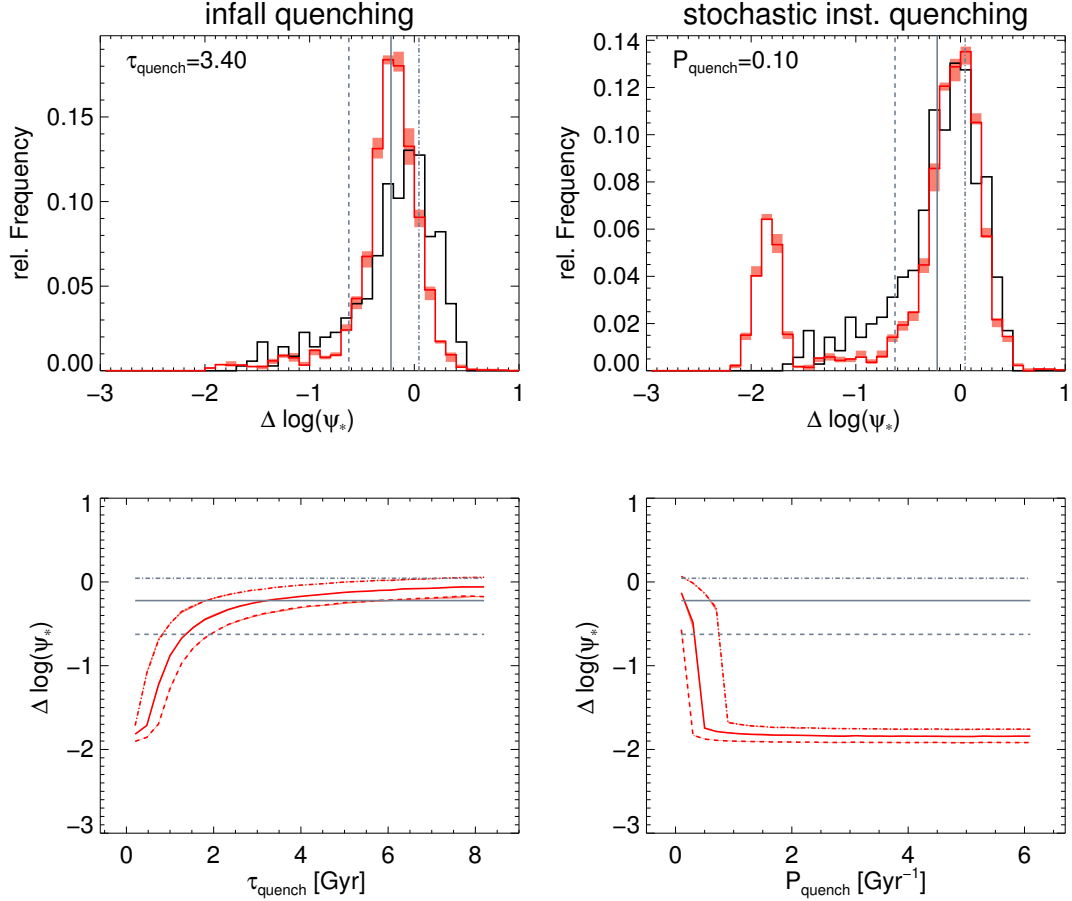 infall quenching
stochastic inst. quenching
τquench=3.40
Pquench=0.10
rel. Frequency
0.15
0.10
0.05
0.00
−3 −2 −1 0 1
Δ log(ψ*)
rel. Frequency
0.14
0.12
0.10
0.08
0.06
0.04
0.02
0.00
−3 −2 −1 0 1
Δ log(ψ*)
Δ log(ψ*)
1
0
−1
−2
−3
0 2 4 6 8
τquench [Gyr]
Δ log(ψ*)
1
0
−1
−2
−3
0 2 4 6
Pquench [Gyr⁻¹]